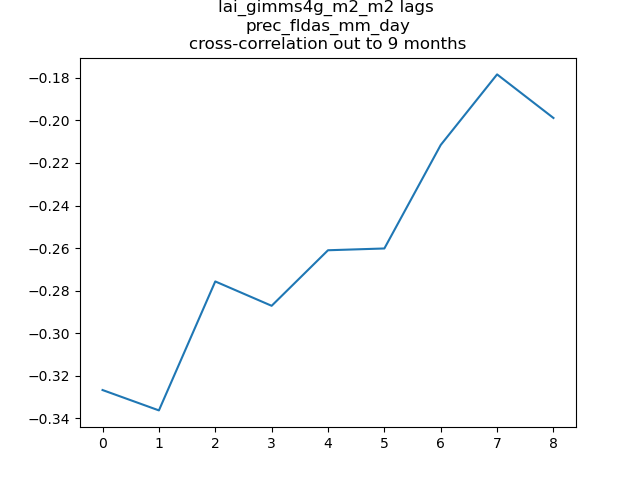 lai_gimms4g_m2_m2 lags
prec_fldas_mm_day
cross-correlation out to 9 months
−0.18
−0.20
−0.22
−0.24
−0.26
−0.28
−0.30
−0.32
−0.34
0 1 2 3 4 5 6 7 8